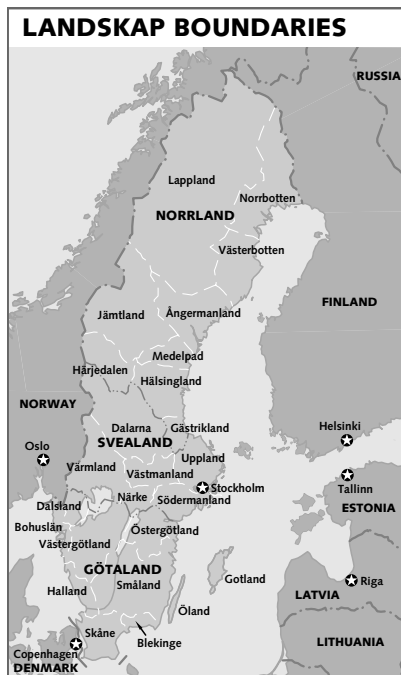 LANDSKAP BOUNDARIES
RUSSIA
Lappland
Norrbotten
NORRLAND
Västerbotten
FINLAND
Jämtland
Ångermanland
Medelpad
Härjedalen
Hälsingland
NORWAY
Dalarna
Gästrikland
Helsinki
SVEALAND
Oslo
Uppland
Värmland
Västmanland
Tallinn
Stockholm
Närke
Södermanland
Dalsland
ESTONIA
Bohuslän
Östergötland
Västergötland
GÖTALAND
Gotland
Småland
Riga
Halland
LATVIA
Öland
Skåne
Blekinge
LITHUANIA
Copenhagen
DENMARK